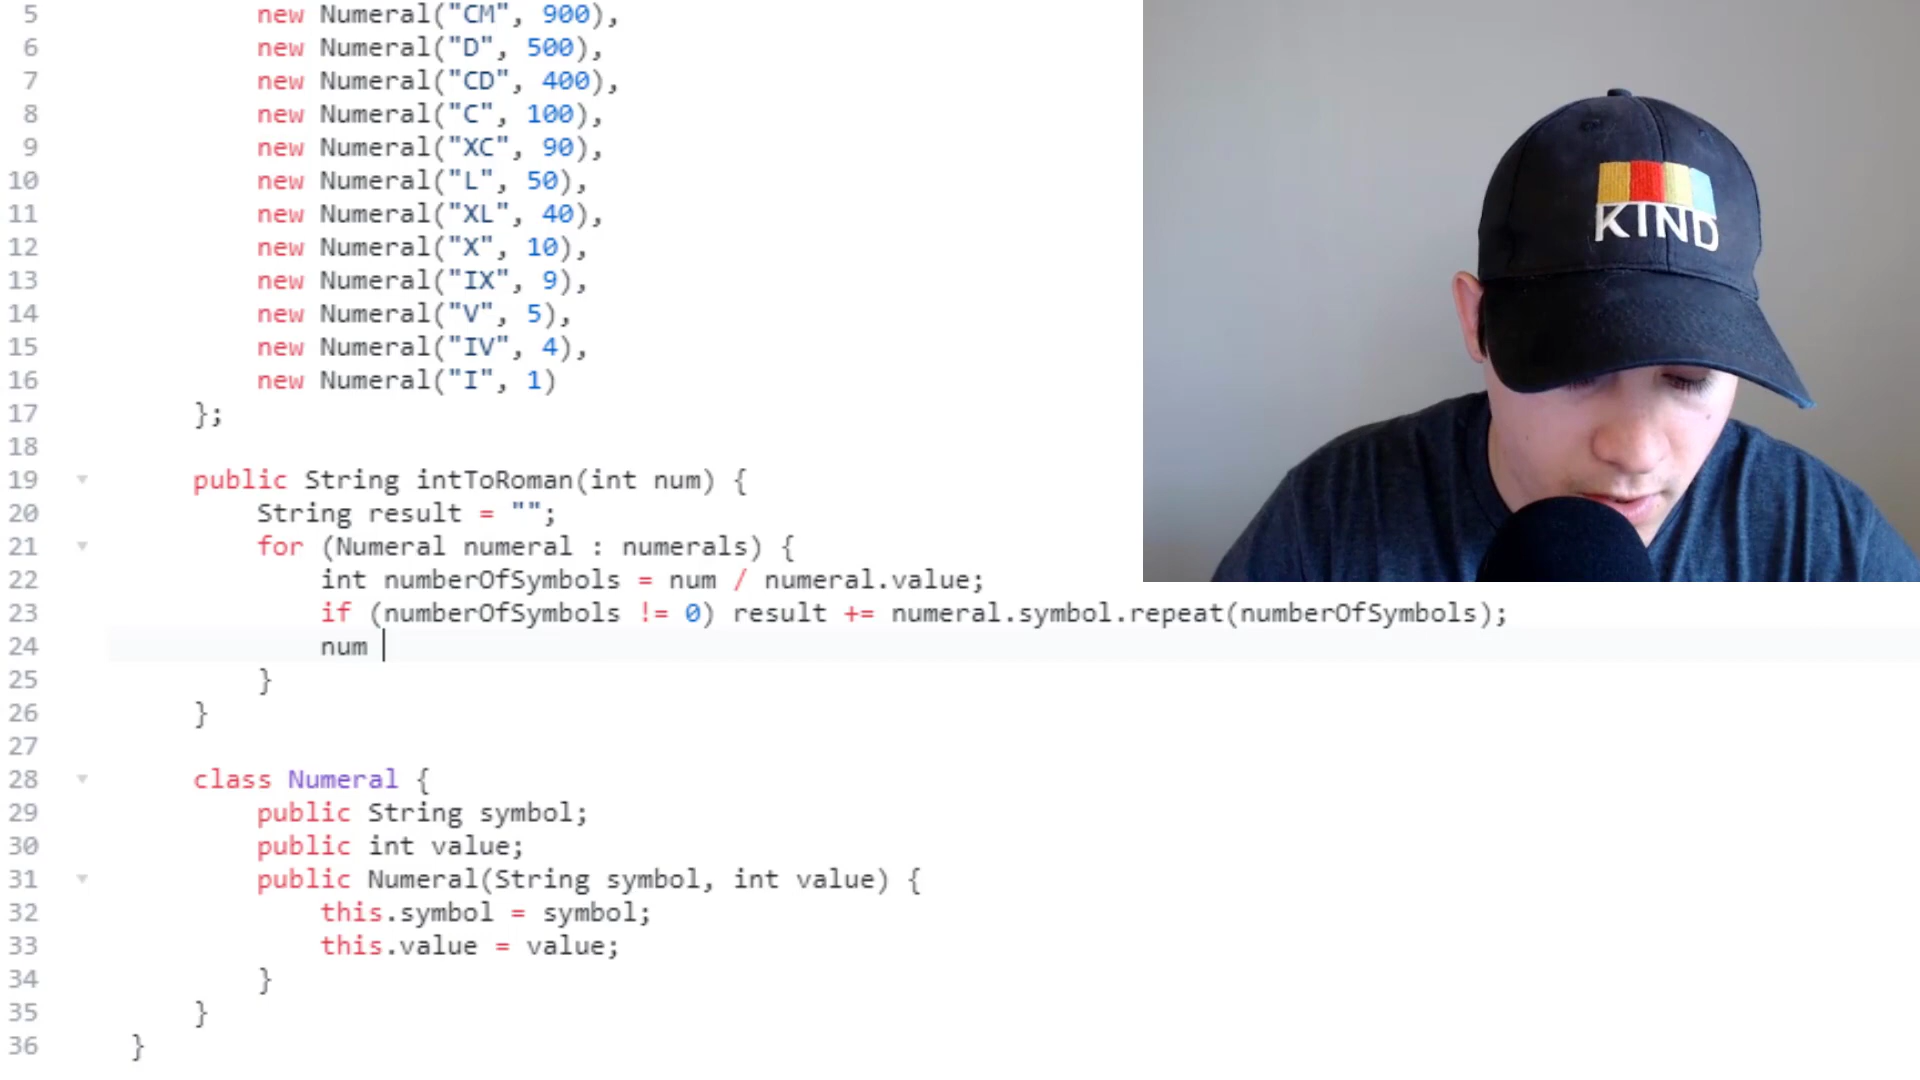 5 new Numeral("CM", 900),
6 new Numeral("D", 500),
7 new Numeral("CD", 400),
8 new Numeral("C", 100),
9 new Numeral("XC", 90),
10 new Numeral("L", 50),
11 new Numeral("XL", 40),
12 new Numeral("X", 10),
13 new Numeral("IX", 9),
14 new Numeral("V", 5),
15 new Numeral("IV", 4),
16 new Numeral("I", 1)
17 };
18
19 public String intToRoman(int num) {
20 String result = "";
21 for (Numeral numeral : numerals) {
22 int numberOfSymbols = num / numeral.value;
23 if (numberOfSymbols != 0) result += numeral.symbol.repeat(numberOfSymbols);
24 num
25 }
26 }
27
28 class Numeral {
29 public String symbol;
30 public int value;
31 public Numeral(String symbol, int value) {
32 this.symbol = symbol;
33 this.value = value;
34 }
35 }
36 }
KIND